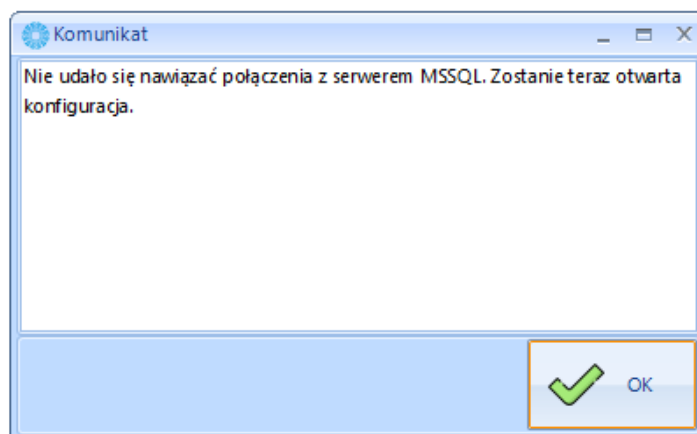 Komunikat
Nie udało się nawiązać połączenia z serwerem MSSQL. Zostanie teraz otwarta
konfiguracja.
OK